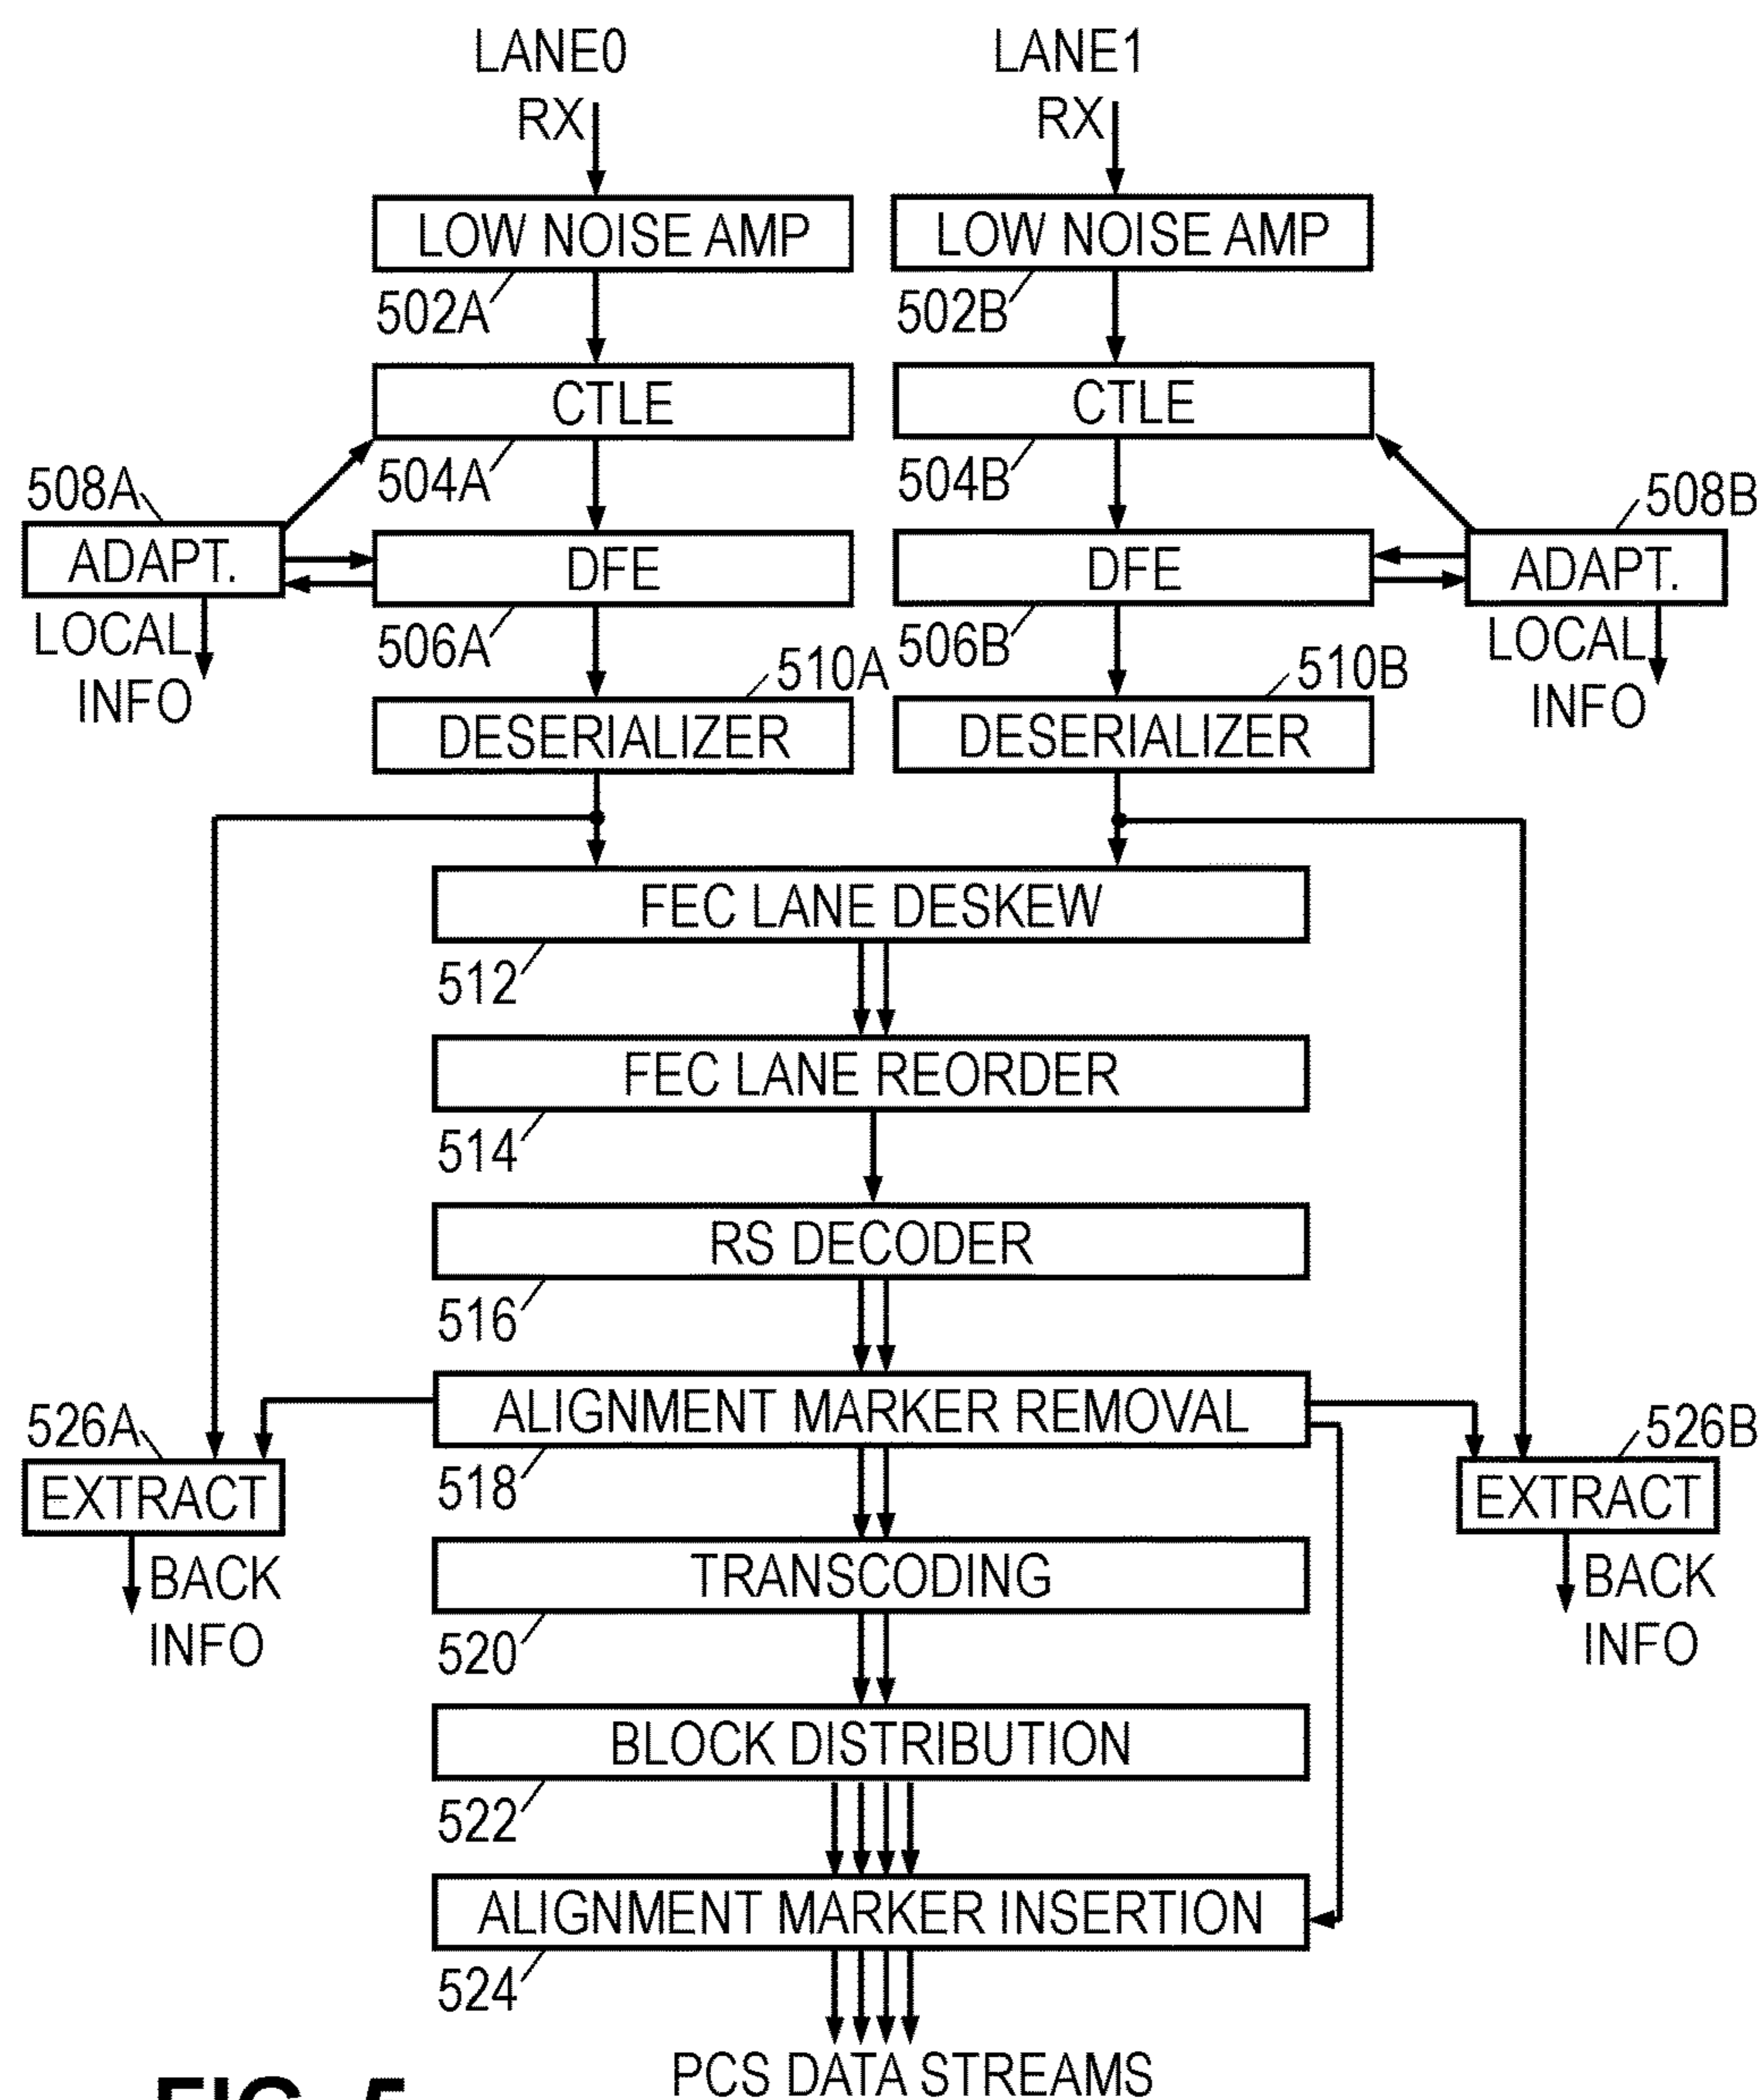 LANE0
LANE1
RX
RX
LOW NOISE AMP
LOW NOISE AMP
502A
502B
CTLE
CTLE
504A
504B
508A
508B
ADAPT.
DFE
DFE
ADAPT.
LOCAL
INFO
506A
506B
LOCAL
INFO
510A
510B
DESERIALIZER
DESERIALIZER
FEC LANE DESKEW
512
FEC LANE REORDER
514
RS DECODER
516
ALIGNMENT MARKER REMOVAL
526A
526B
EXTRACT
518
EXTRACT
BACK
INFO
TRANSCODING
BACK
INFO
520
BLOCK DISTRIBUTION
522
ALIGNMENT MARKER INSERTION
524
PCS DATA STREAMS
FIG. 5